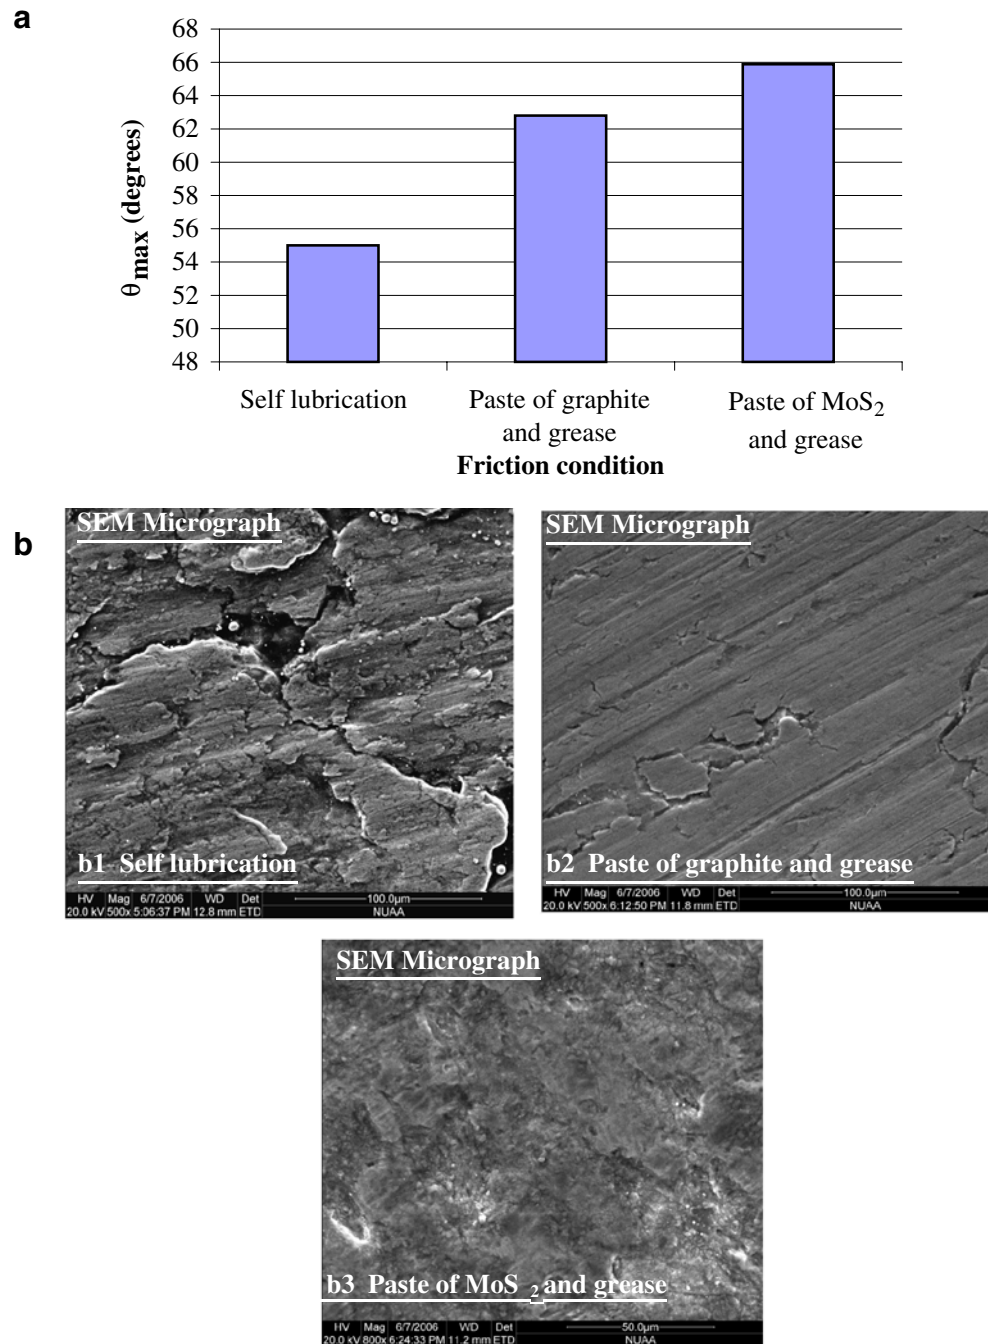 a
68
66
64
62
60
58
56
54
52
50
48
θmax (degrees)
Self lubrication
Paste of graphite
and grease
Paste of MoS2
and grease
Friction condition
b
SEM Micrograph
b1 Self lubrication
HV Mag 6/7/2006 WD Det 100.0µm
20.0 kV 500x 5:06:37 PM 12.8 mm ETD NUAA
SEM Micrograph
b2 Paste of graphite and grease
HV Mag 6/7/2006 WD Det 100.0µm
20.0 kV 500x 6:12:50 PM 11.8 mm ETD NUAA
SEM Micrograph
b3 Paste of MoS 2 and grease
HV Mag 6/7/2006 WD Det 50.0µm
20.0 kV 800x 6:24:33 PM 11.2 mm ETD NUAA